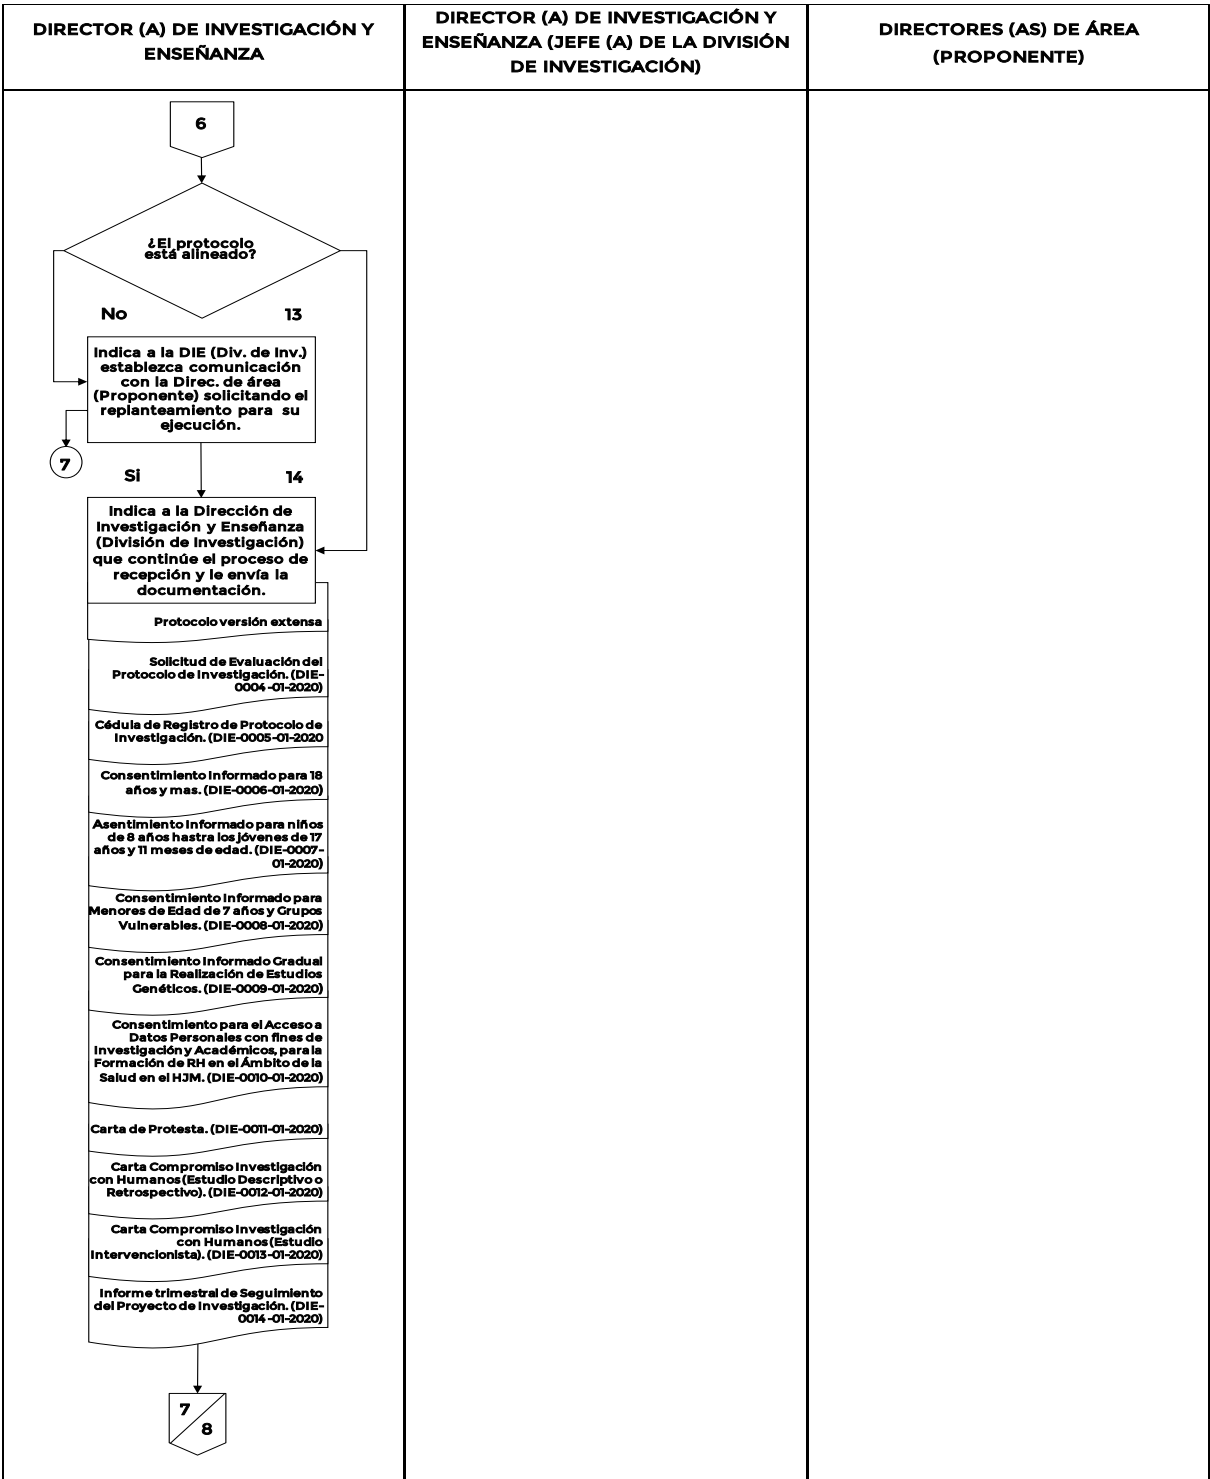 DIRECTOR (A) DE INVESTIGACIÓN Y
ENSEÑANZA
DIRECTOR (A) DE INVESTIGACIÓN Y
ENSEÑANZA (JEFE (A) DE LA DIVISIÓN
DE INVESTIGACIÓN)
DIRECTORES (AS) DE ÁREA
(PROPONENTE)
6
¿El protocolo
está alineado?
No
13
Indica a la DIE (Div. de Inv.)
establezca comunicación
con la Direc. de área
(Proponente) solicitando el
replanteamiento para su
ejecución.
7
Si
14
Indica a la Dirección de
Investigación y Enseñanza
(División de Investigación)
que continúe el proceso de
recepción y le envía la
documentación.
Protocolo versión extensa
Solicitud de Evaluación del
Protocolo de Investigación. (DIE-
0004-01-2020)
Cédula de Registro de Protocolo de
Investigación. (DIE-0005-01-2020
Consentimiento Informado para 18
años y mas. (DIE-0006-01-2020)
Asentimiento Informado para niños
de 8 años hastra los jóvenes de 17
años y 11 meses de edad. (DIE-0007-
01-2020)
Consentimiento Informado para
Menores de Edad de 7 años y Grupos
Vulnerables. (DIE-0008-01-2020)
Consentimiento Informado Gradual
para la Realización de Estudios
Genéticos. (DIE-0009-01-2020)
Consentimiento para el Acceso a
Datos Personales con fines de
Investigación y Académicos, para la
Formación de RH en el Ámbito de la
Salud en el HJM. (DIE-0010-01-2020)
Carta de Protesta. (DIE-0011-01-2020)
Carta Compromiso Investigación
con Humanos (Estudio Descriptivo o
Retrospectivo). (DIE-0012-01-2020)
Carta Compromiso Investigación
con Humanos (Estudio
Intervencionista). (DIE-0013-01-2020)
Informe trimestral de Seguimiento
del Proyecto de Investigación. (DIE-
0014-01-2020)
7
8